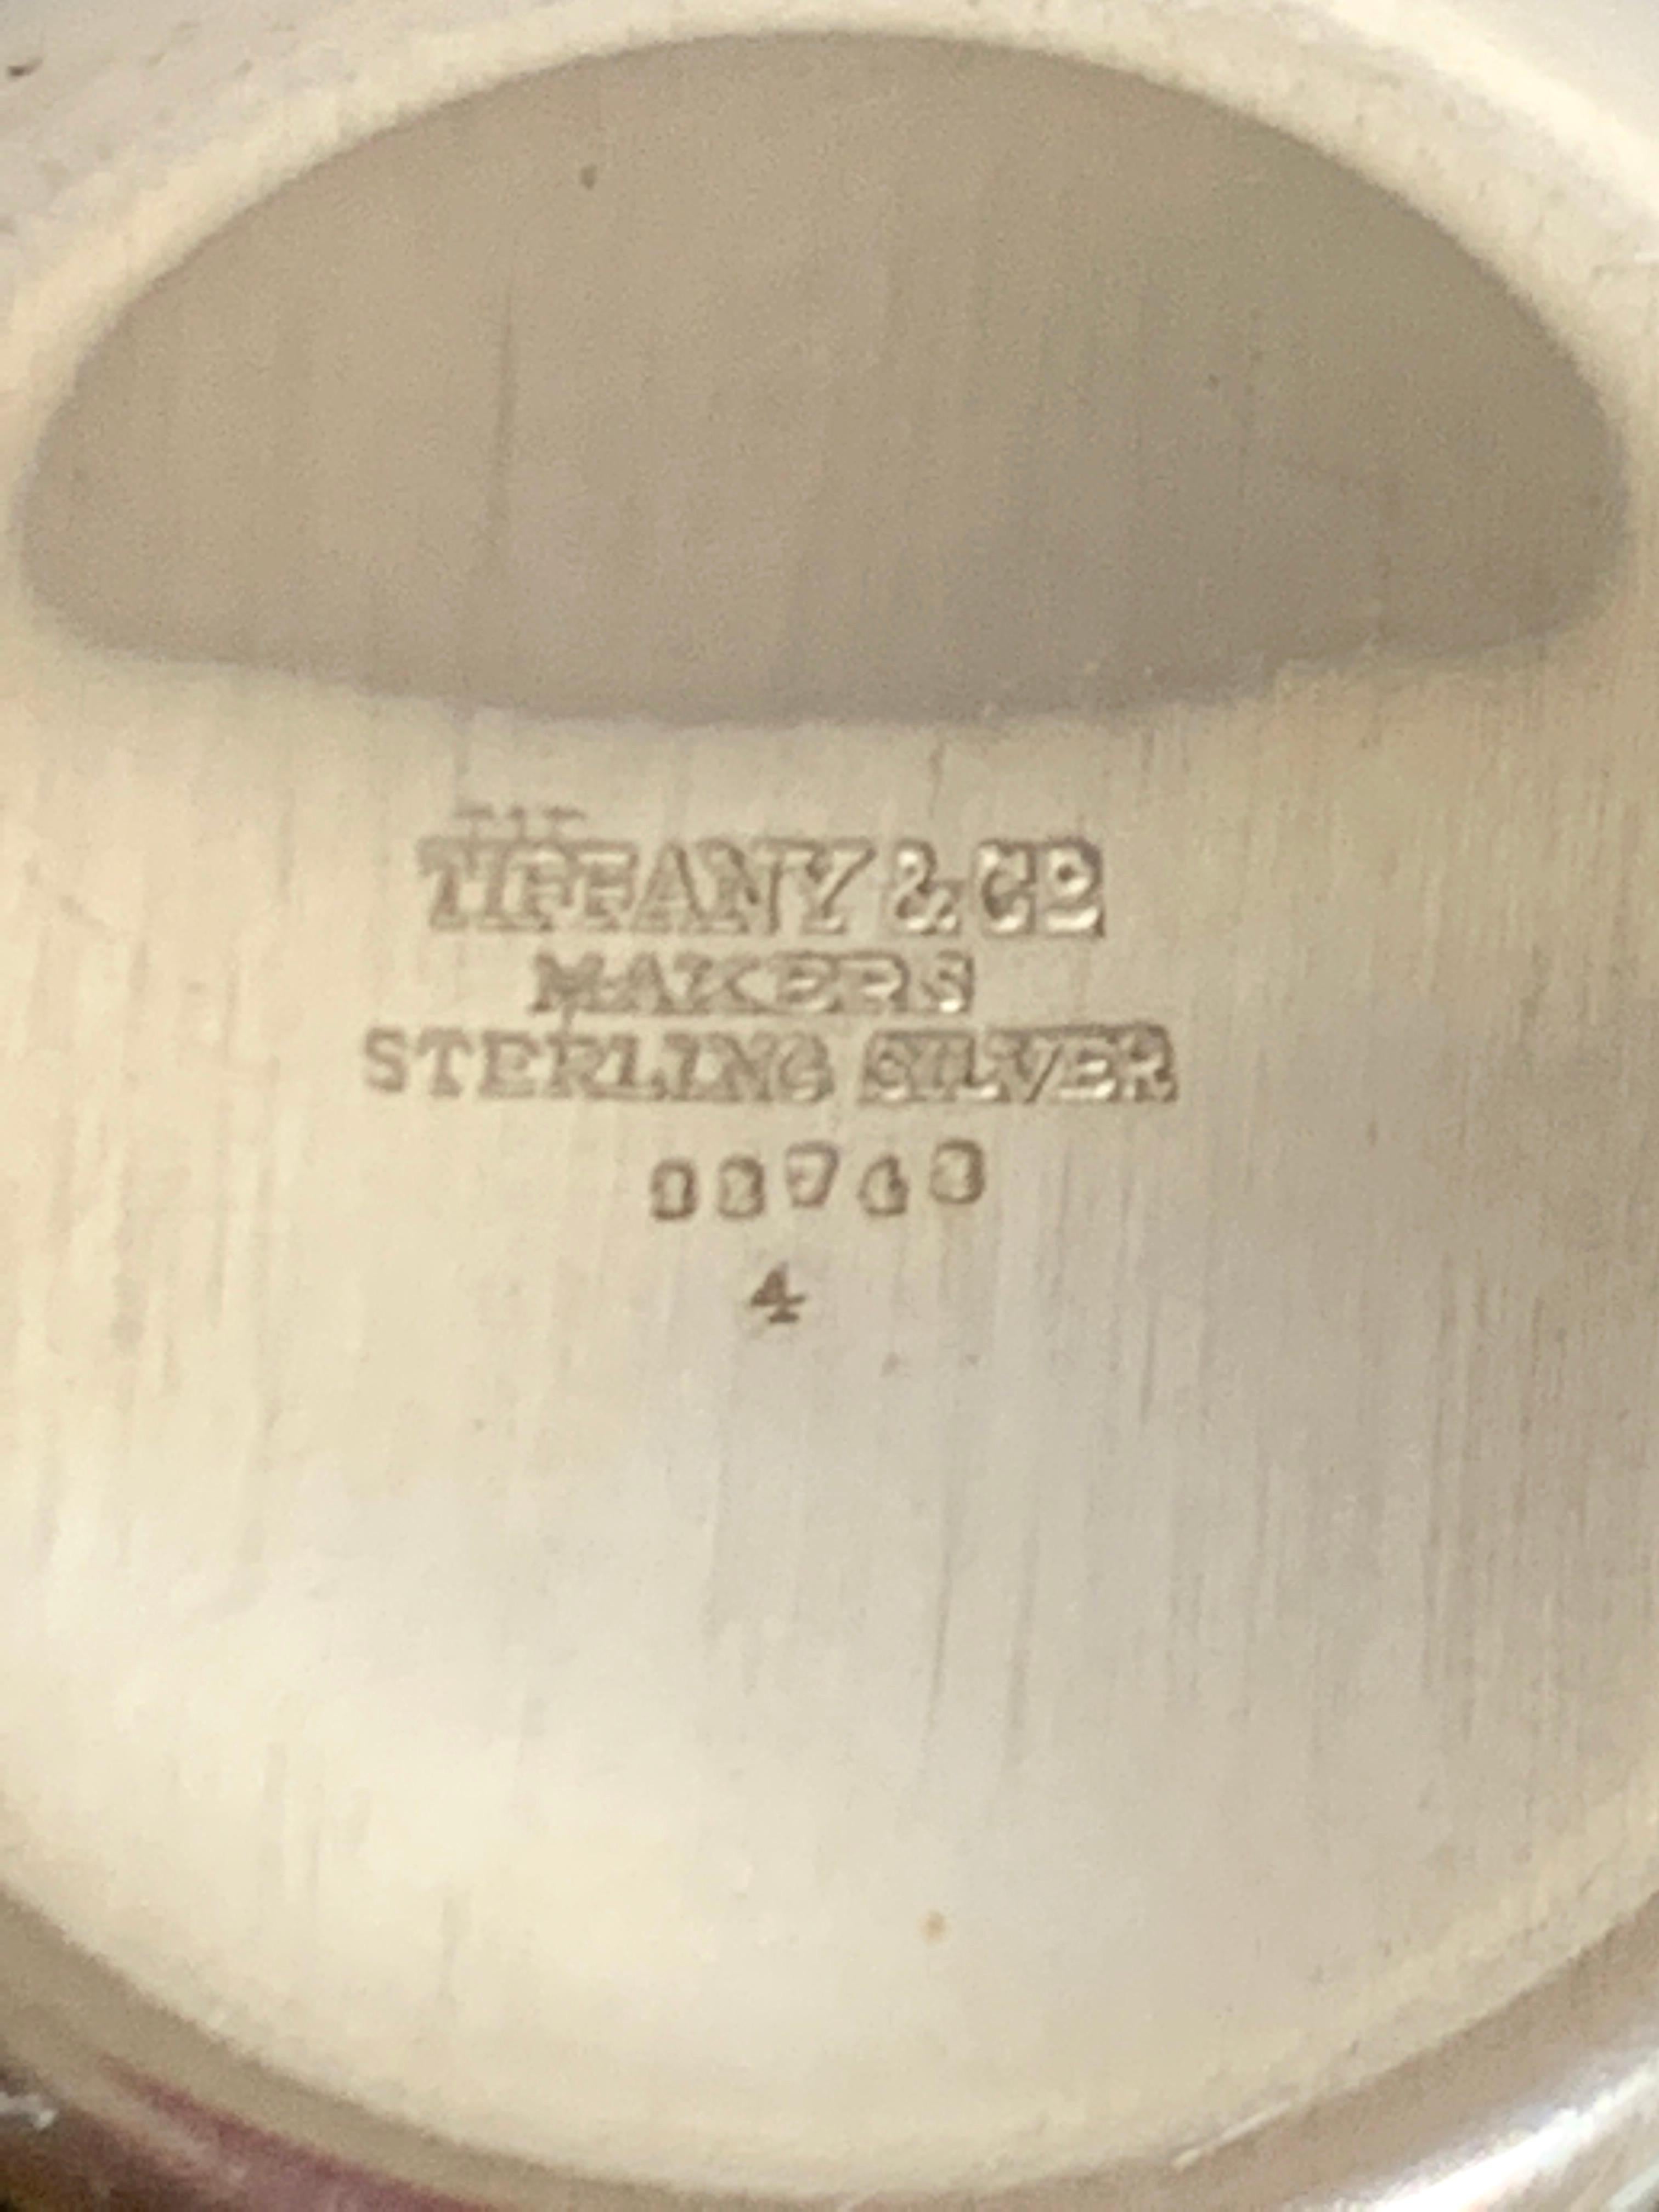 TIFFANY & Co
MAKERS
STERLING SILVER
4